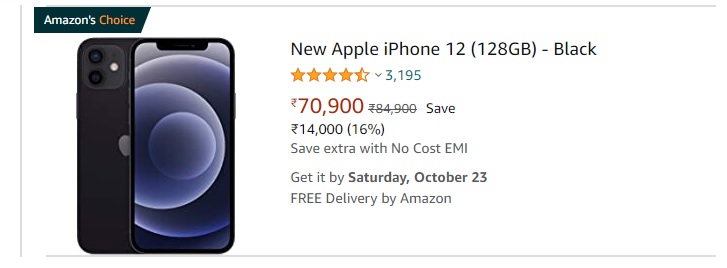 Amazon's Choice
New Apple iPhone 12 (128GB) - Black
3,195
₹70,900 ₹84,900 Save
₹14,000 (16%)
Save extra with No Cost EMI
Get it by Saturday, October 23
FREE Delivery by Amazon